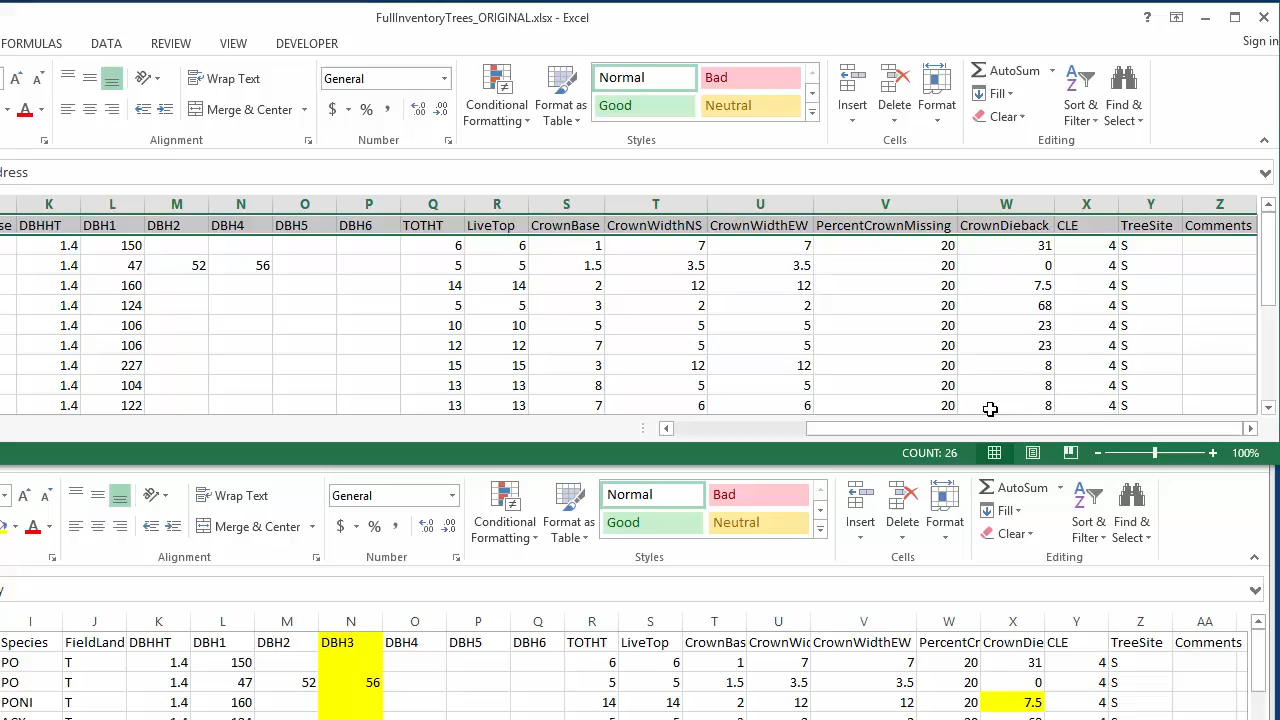 FullInventoryTrees_ORIGINAL.xlsx - Excel
?
FORMULAS DATA REVIEW VIEW DEVELOPER
Sign in
Wrap Text General Normal Bad AutoSum
Merge & Center $ % Conditional Formatting Format as Table Good Neutral Insert Delete Format Fill Clear Sort & Filter Find & Select
Alignment Number Styles Cells Editing
dress
K L M N O P Q R S T U V W X Y Z
se DBHHT DBH1 DBH2 DBH4 DBH5 DBH6 TOTHT LiveTop CrownBase CrownWidthNS CrownWidthEW PercentCrownMissing CrownDieback CLE TreeSite Comments
1.4 150 6 6 1 7 7 20 31 4 S
1.4 47 52 56 5 5 1.5 3.5 3.5 20 0 4 S
1.4 160 14 14 2 12 12 20 7.5 4 S
1.4 124 5 5 3 2 2 20 68 4 S
1.4 106 10 10 5 5 5 20 23 4 S
1.4 106 12 12 7 5 5 20 23 4 S
1.4 227 15 15 3 12 12 20 8 4 S
1.4 104 13 13 8 5 5 20 8 4 S
1.4 122 13 13 7 6 6 20 8 4 S
COUNT: 26 100%
Wrap Text General Normal Bad AutoSum
Merge & Center $ % Conditional Formatting Format as Table Good Neutral Insert Delete Format Fill Clear Sort & Filter Find & Select
Alignment Number Styles Cells Editing
y
I J K L M N O P Q R S T U V W X Y Z AA
Species FieldLand DBHHT DBH1 DBH2 DBH3 DBH4 DBH5 DBH6 TOTHT LiveTop CrownBas CrownWid CrownWidthEW PercentCr CrownDie CLE TreeSite Comments
PO T 1.4 150 6 6 1 7 7 20 31 4 S
PO T 1.4 47 52 56 5 5 1.5 3.5 3.5 20 0 4 S
PONI T 1.4 160 14 14 2 12 12 20 7.5 4 S